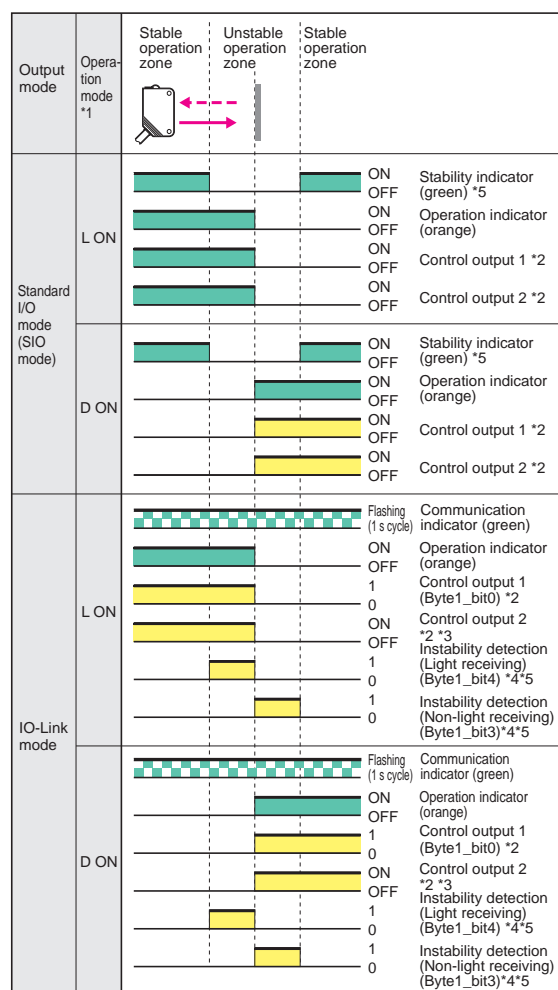 Output
mode
Opera-
tion
mode
*1
Stable
operation
zone
Unstable
operation
zone
Stable
operation
zone
Standard
I/O
mode
(SIO
mode)
L ON
ON
OFF
Stability indicator
(green) *5
ON
OFF
Operation indicator
(orange)
ON
OFF
Control output 1 *2
ON
OFF
Control output 2 *2
D ON
ON
OFF
Stability indicator
(green) *5
ON
OFF
Operation indicator
(orange)
ON
OFF
Control output 1 *2
ON
OFF
Control output 2 *2
IO-Link
mode
L ON
Flashing
(1 s cycle)
Communication
indicator (green)
ON
OFF
Operation indicator
(orange)
1
0
Control output 1
(Byte1_bit0) *2
ON
OFF
Control output 2
*2 *3
1
0
Instability detection
(Light receiving)
(Byte1_bit4) *4*5
1
0
Instability detection
(Non-light receiving)
(Byte1_bit3)*4*5
D ON
Flashing
(1 s cycle)
Communication
indicator (green)
ON
OFF
Operation indicator
(orange)
1
0
Control output 1
(Byte1_bit0) *2
ON
OFF
Control output 2
*2 *3
1
0
Instability detection
(Light receiving)
(Byte1_bit4) *4*5
1
0
Instability detection
(Non-light receiving)
(Byte1_bit3)*4*5